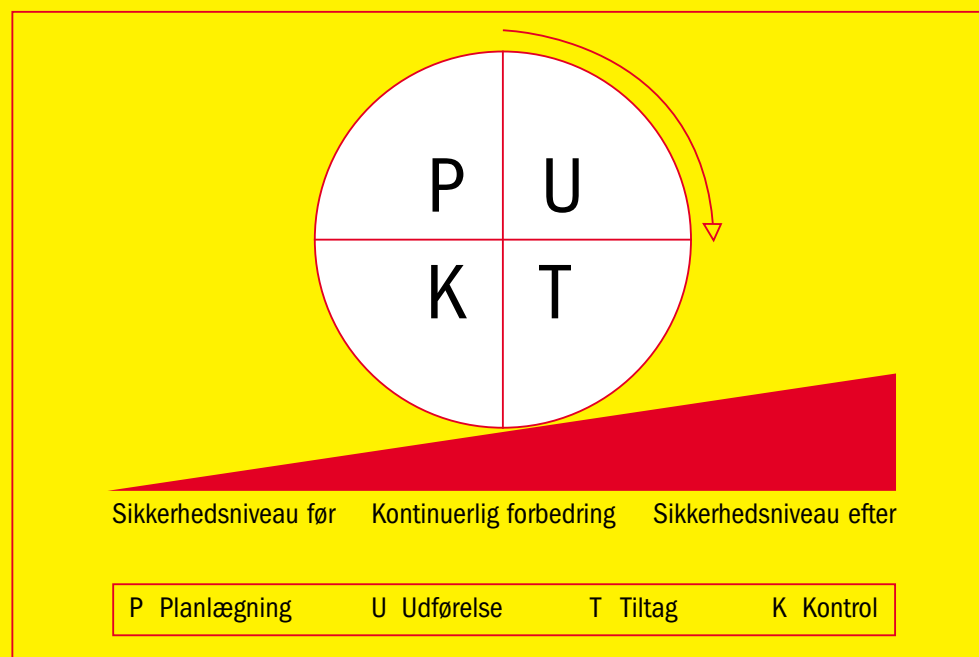 P U
K T
Sikkerhedsniveau før Kontinuerlig forbedring Sikkerhedsniveau efter
P Planlægning U Udførelse T Tiltag K Kontrol